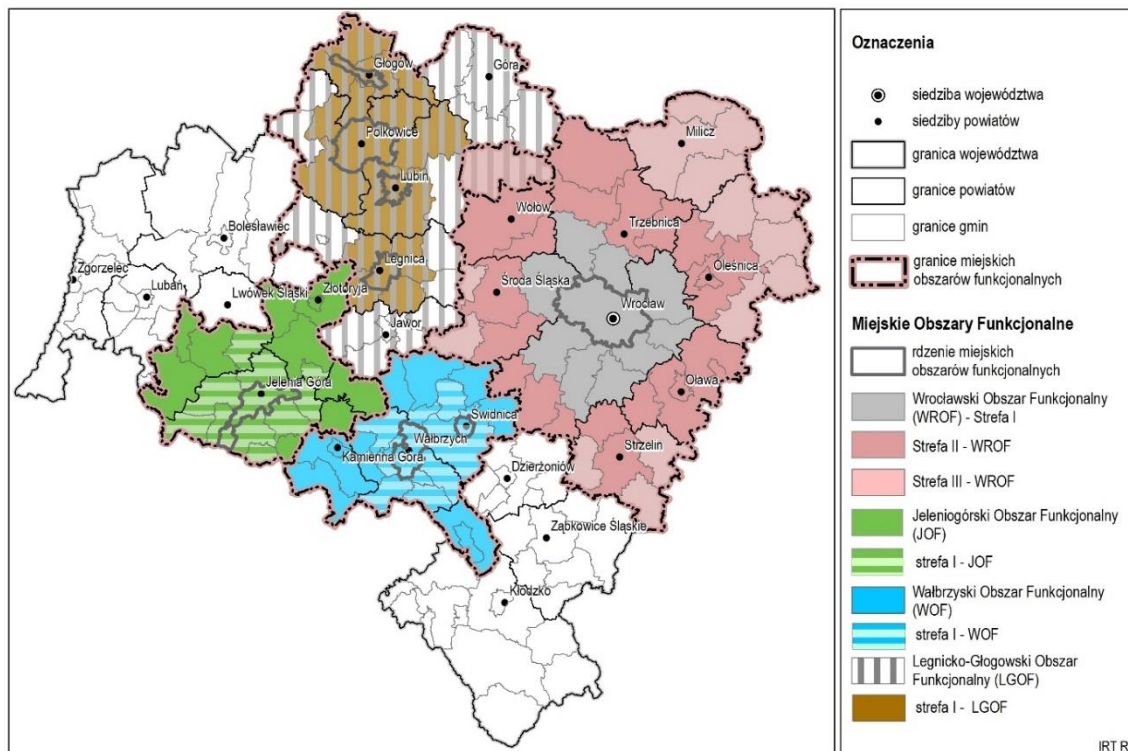 Głogów
Góra
Polkowice
Milicz
Lubin
Wołów
Trzebnica
Bolesławiec
Legnica
Oleśnica
Zgorzelec
Środa Śląska
Lubań
Lwówek Śląski
Złotoryja
Wrocław
Jawor
Jelenia Góra
Oława
Świdnica
Wałbrzych
Kamienna Góra
Strzelin
Dzierżoniów
Ząbkowice Śląskie
Kłodzko
Oznaczenia
siedziba województwa
siedziby powiatów
granica województwa
granice powiatów
granice gmin
granice miejskich
obszarów funkcjonalnych
Miejskie Obszary Funkcjonalne
rdzenie miejskich
obszarów funkcjonalnych
Wrocławski Obszar Funkcjonalny
(WROF) - Strefa I
Strefa II - WROF
Strefa III - WROF
Jeleniogórski Obszar Funkcjonalny
(JOF)
strefa I - JOF
Wałbrzyski Obszar Funkcjonalny
(WOF)
strefa I - WOF
Legnicko-Głogowski Obszar
Funkcjonalny (LGOF)
strefa I - LGOF
IRT R